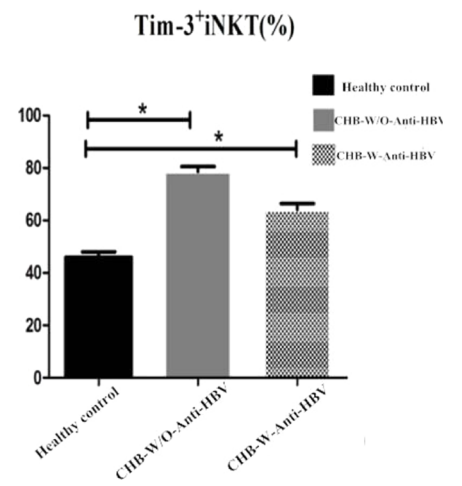 Tim-3+iNKT(%)
Healthy control
CHB-W/O-Anti-HBV
CHB-W-Anti-HBV
100
80
60
40
20
0
*
*
Healthy control
CHB-W/O-Anti-HBV
CHB-W-Anti-HBV